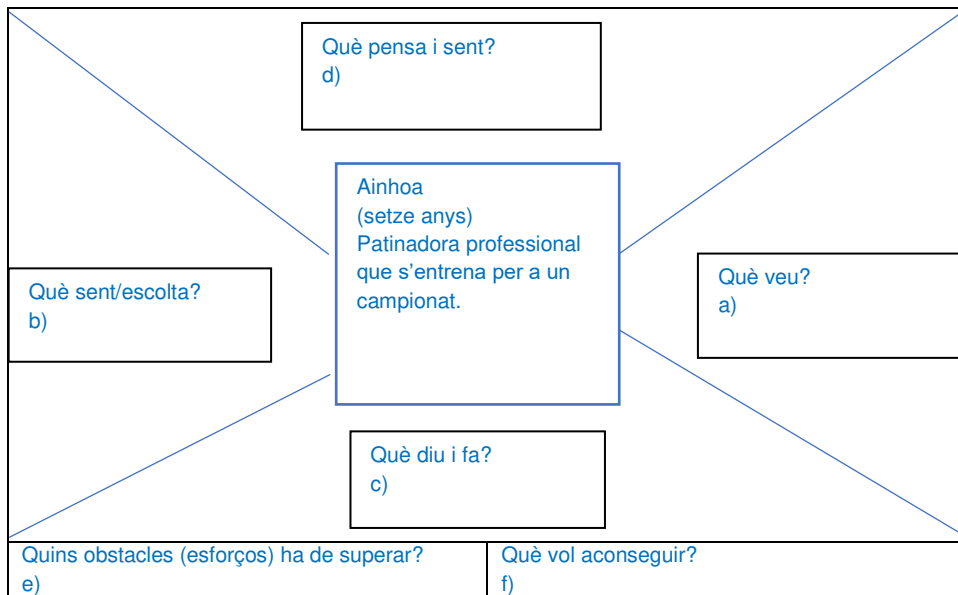 Què pensa i sent?
d)
Ainhoa
(setze anys)
Patinadora professional
que s’entrena per a un
campionat.
Què sent/escolta?
b)
Què veu?
a)
Què diu i fa?
c)
Quins obstacles (esforços) ha de superar?
e)
Què vol aconseguir?
f)